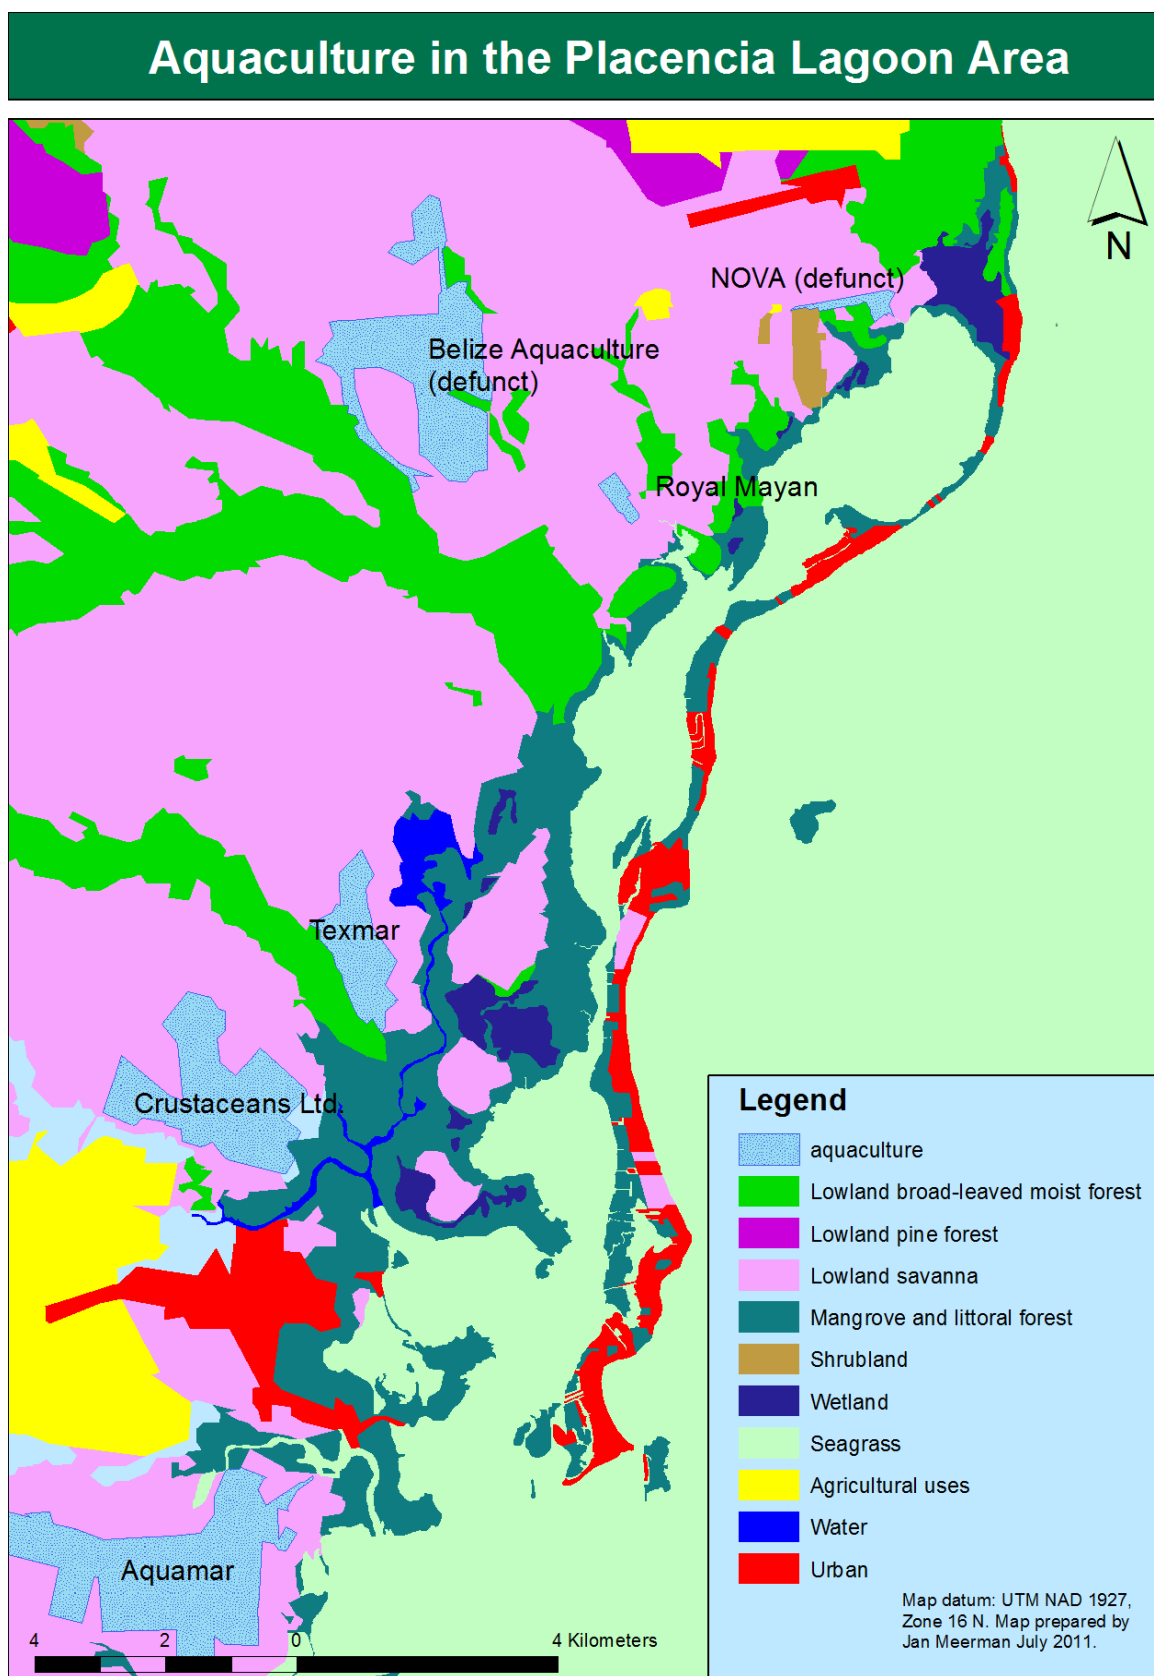 Aquaculture in the Placencia Lagoon Area
N
NOVA (defunct)
Belize Aquaculture
(defunct)
Royal Mayan
Texmar
Crustaceans Ltd.
Aquamar
4 2 0 4 Kilometers
Legend
aquaculture
Lowland broad-leaved moist forest
Lowland pine forest
Lowland savanna
Mangrove and littoral forest
Shrubland
Wetland
Seagrass
Agricultural uses
Water
Urban
Map datum: UTM NAD 1927,
Zone 16 N. Map prepared by
Jan Meerman July 2011.